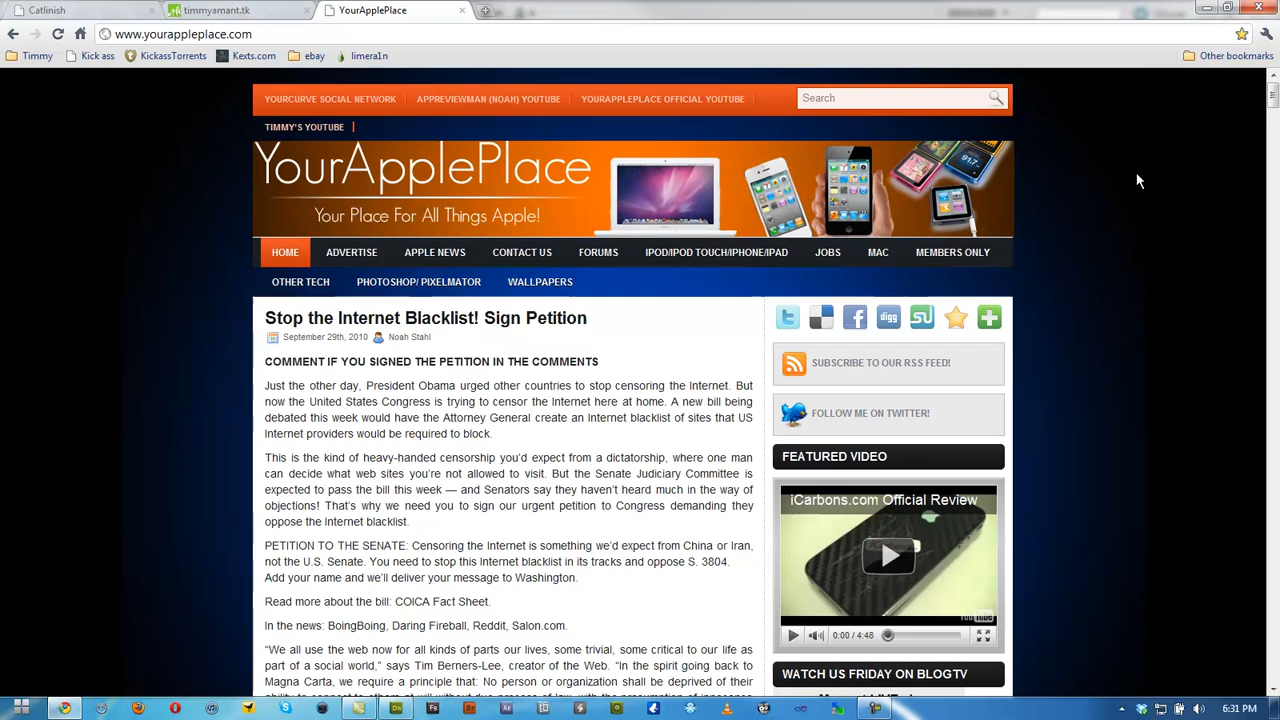 Catlinish
timmyamant.tk
YourApplePlace
www.yourappleplace.com
Timmy
Kick ass
KickassTorrents
Kexts.com
ebay
limera1n
Other bookmarks
YOURCURVE SOCIAL NETWORK
APPREVIEWMAN (NOAH) YOUTUBE
YOURAPPLEPLACE OFFICIAL YOUTUBE
Search
TIMMY'S YOUTUBE
YourApplePlace
Your Place For All Things Apple!
HOME
ADVERTISE
APPLE NEWS
CONTACT US
FORUMS
IPOD/IPOD TOUCH/IPHONE/IPAD
JOBS
MAC
MEMBERS ONLY
OTHER TECH
PHOTOSHOP/ PIXELMATOR
WALLPAPERS
Stop the Internet Blacklist! Sign Petition
September 29th, 2010
Noah Stahl
COMMENT IF YOU SIGNED THE PETITION IN THE COMMENTS
Just the other day, President Obama urged other countries to stop censoring the Internet. But
now the United States Congress is trying to censor the Internet here at home. A new bill being
debated this week would have the Attorney General create an Internet blacklist of sites that US
Internet providers would be required to block.
This is the kind of heavy-handed censorship you'd expect from a dictatorship, where one man
can decide what web sites you're not allowed to visit. But the Senate Judiciary Committee is
expected to pass the bill this week — and Senators say they haven't heard much in the way of
objections! That's why we need you to sign our urgent petition to Congress demanding they
oppose the Internet blacklist.
PETITION TO THE SENATE: Censoring the Internet is something we'd expect from China or Iran,
not the U.S. Senate. You need to stop this Internet blacklist in its tracks and oppose S. 3804.
Add your name and we'll deliver your message to Washington.
Read more about the bill: COICA Fact Sheet.
In the news: BoingBoing, Daring Fireball, Reddit, Salon.com.
“We all use the web now for all kinds of parts our lives, some trivial, some critical to our life as
part of a social world,” says Tim Berners-Lee, creator of the Web. “In the spirit going back to
Magna Carta, we require a principle that: No person or organization shall be deprived of their
digg
SUBSCRIBE TO OUR RSS FEED!
FOLLOW ME ON TWITTER!
FEATURED VIDEO
iCarbons.com Official Review
0:00 / 4:48
WATCH US FRIDAY ON BLOGTV
6:31 PM